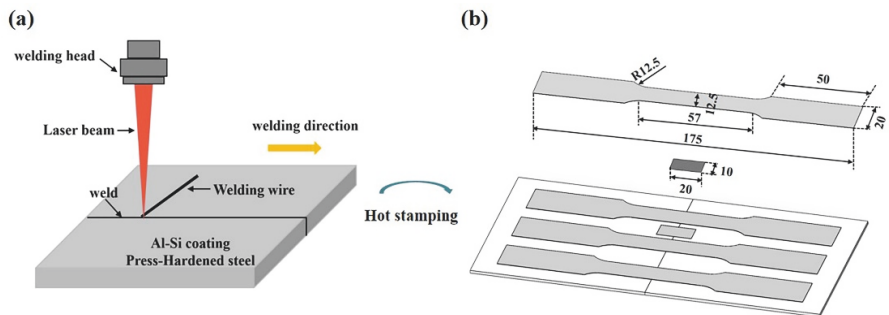 (a)
welding head
Laser beam
welding direction
weld
Welding wire
Al-Si coating
Press-Hardened steel
Hot stamping
(b)
R12.5
50
12.5
20
57
175
10
20